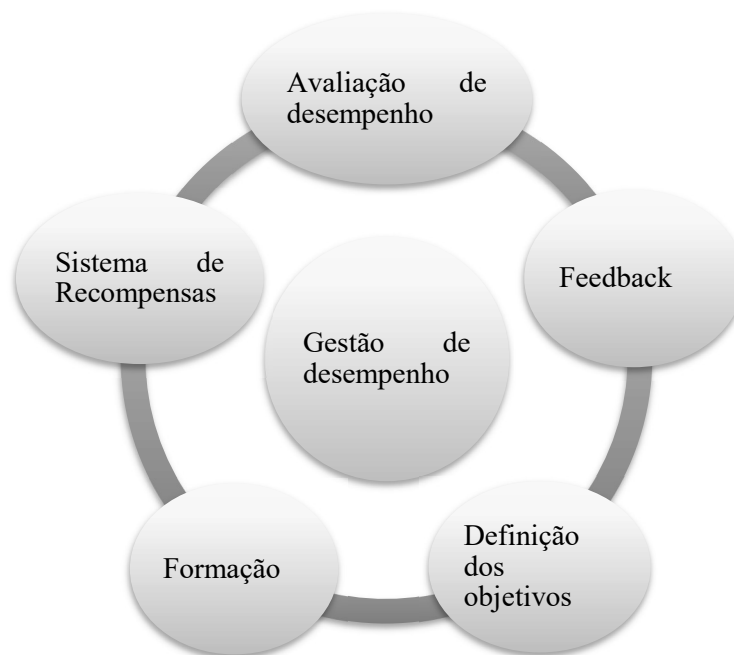 Avaliação de
desempenho
Sistema de
Recompensas
Feedback
Gestão de
desempenho
Formação
Definição
dos
objetivos